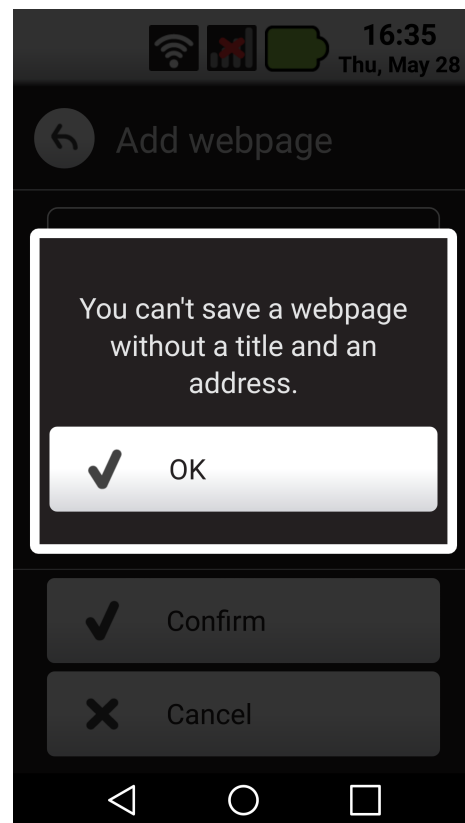 16:35
Thu, May 28
Add webpage
You can't save a webpage
without a title and an
address.
OK
Confirm
Cancel